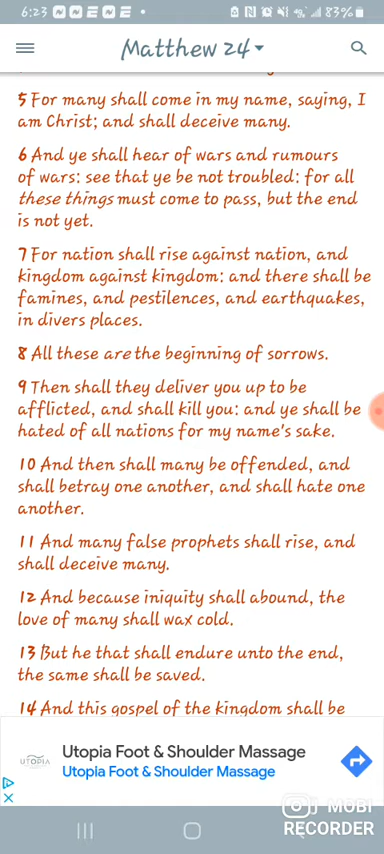 6:23
83%
Matthew 24
5 For many shall come in my name, saying, I
am Christ; and shall deceive many.
6 And ye shall hear of wars and rumours
of wars: see that ye be not troubled: for all
these things must come to pass, but the end
is not yet.
7 For nation shall rise against nation, and
kingdom against kingdom: and there shall be
famines, and pestilences, and earthquakes,
in divers places.
8 All these are the beginning of sorrows.
9 Then shall they deliver you up to be
afflicted, and shall kill you: and ye shall be
hated of all nations for my name's sake.
10 And then shall many be offended, and
shall betray one another, and shall hate one
another.
11 And many false prophets shall rise, and
shall deceive many.
12 And because iniquity shall abound, the
love of many shall wax cold.
13 But he that shall endure unto the end,
the same shall be saved.
14 And this gospel of the kingdom shall be
UTOPIA
Utopia Foot & Shoulder Massage
Utopia Foot & Shoulder Massage
MOBI
RECORDER